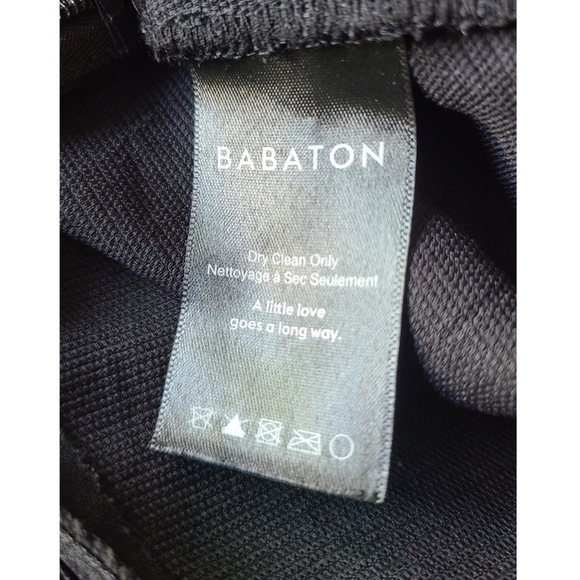 BABATON
Dry Clean Only
Nettoyage à Sec Seulement
A little love
goes a long way.